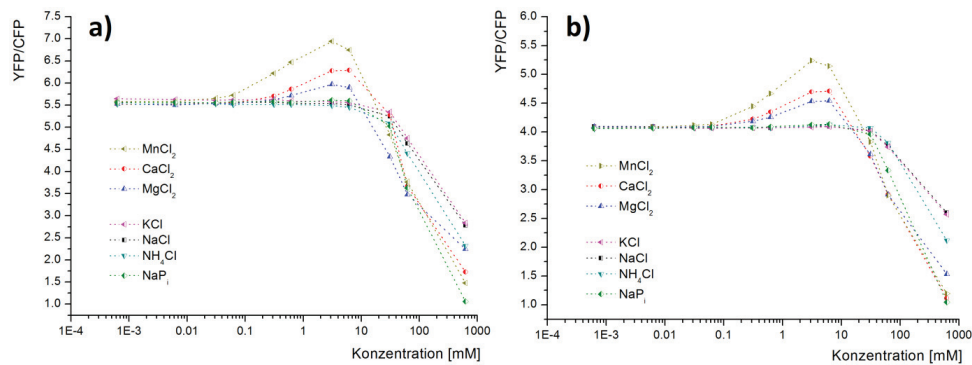 a)
YFP/CFP
7.5
7.0
6.5
6.0
5.5
5.0
4.5
4.0
3.5
3.0
2.5
2.0
1.5
1.0
MnCl₂
CaCl₂
MgCl₂
KCl
NaCl
NH₄Cl
NaPᵢ
1E-4
0.01
0.1
1
10
100
1000
Konzentration [mM]
b)
YFP/CFP
6.0
5.5
5.0
4.5
4.0
3.5
3.0
2.5
2.0
1.5
1.0
MnCl₂
CaCl₂
MgCl₂
KCl
NaCl
NH₄Cl
NaPᵢ
1E-4
0.01
0.1
1
10
100
1000
Konzentration [mM]